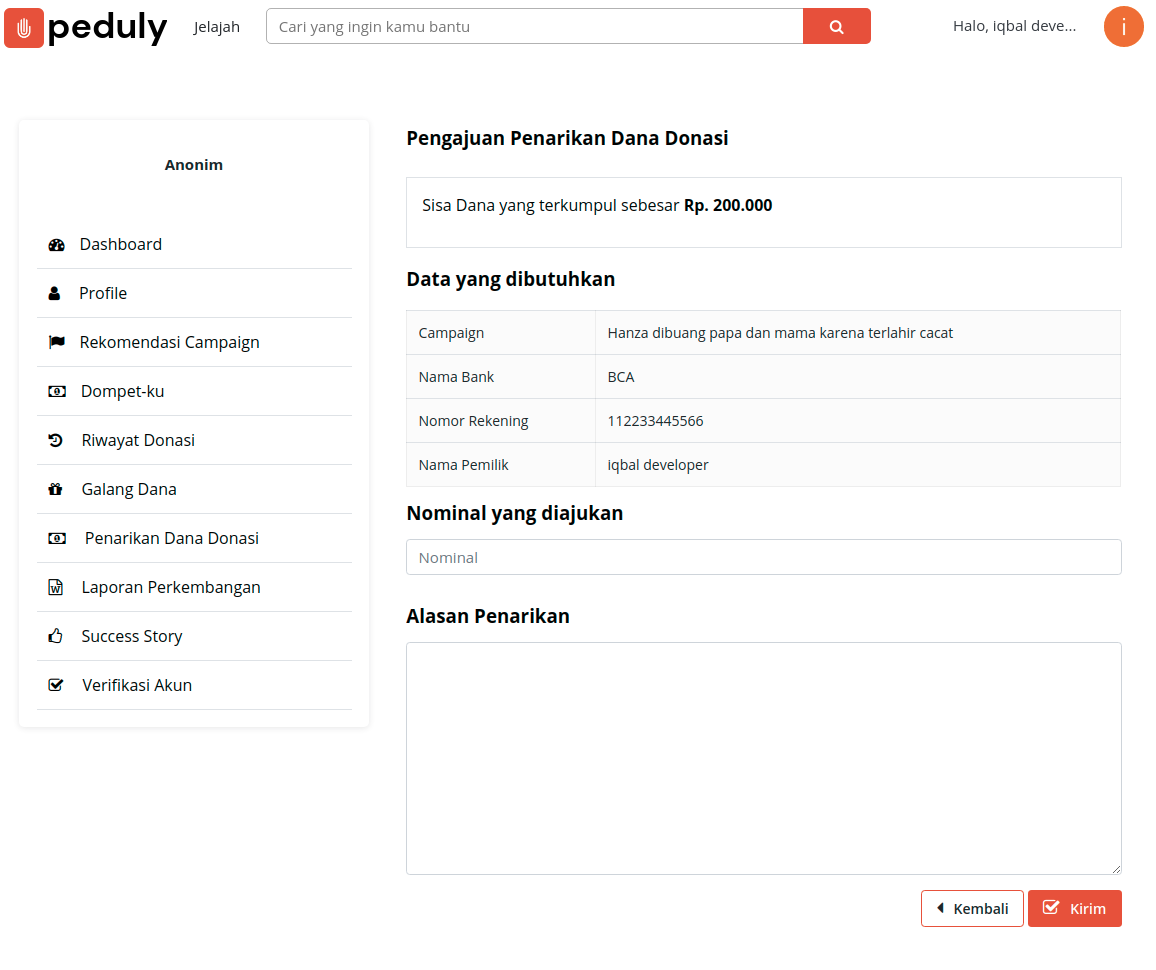 peduly
Jelajah
Cari yang ingin kamu bantu
Halo, iqbal deve...
i
Anonim
Dashboard
Profile
Rekomendasi Campaign
Dompet-ku
Riwayat Donasi
Galang Dana
Penarikan Dana Donasi
Laporan Perkembangan
Success Story
Verifikasi Akun
Pengajuan Penarikan Dana Donasi
Sisa Dana yang terkumpul sebesar Rp. 200.000
Data yang dibutuhkan
Campaign Hanza dibuang papa dan mama karena terlahir cacat
Nama Bank BCA
Nomor Rekening 112233445566
Nama Pemilik iqbal developer
Nominal yang diajukan
Nominal
Alasan Penarikan
Kembali
Kirim